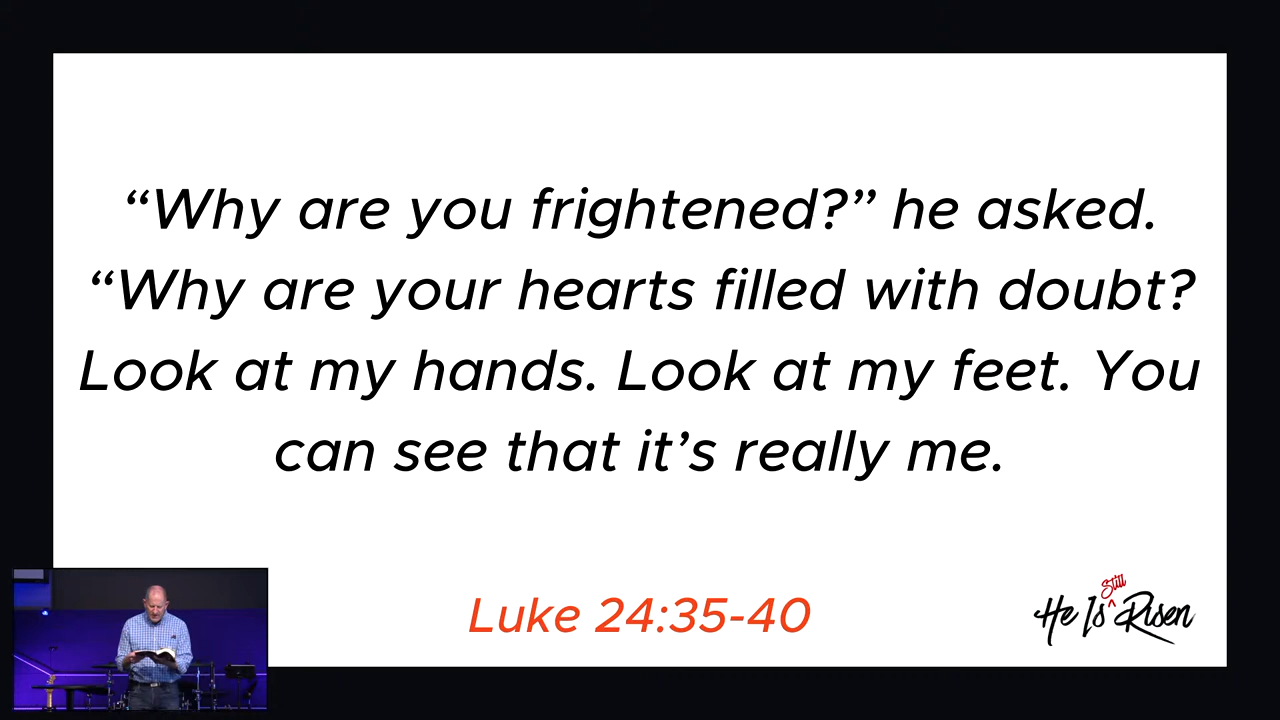 “Why are you frightened?” he asked.
“Why are your hearts filled with doubt?
Look at my hands. Look at my feet. You
can see that it’s really me.
Luke 24:35-40
Still
He Is ^ Risen